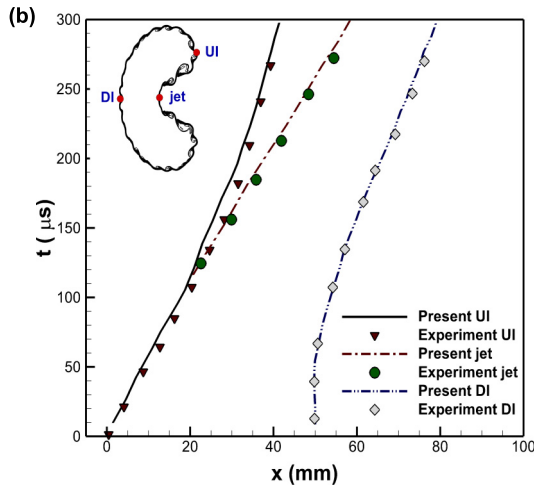 (b)
300
250
200
150
100
50
0
t (μs)
UI
DI
jet
Present UI
Experiment UI
Present jet
Experiment jet
Present DI
Experiment DI
0
20
40
60
80
100
x (mm)